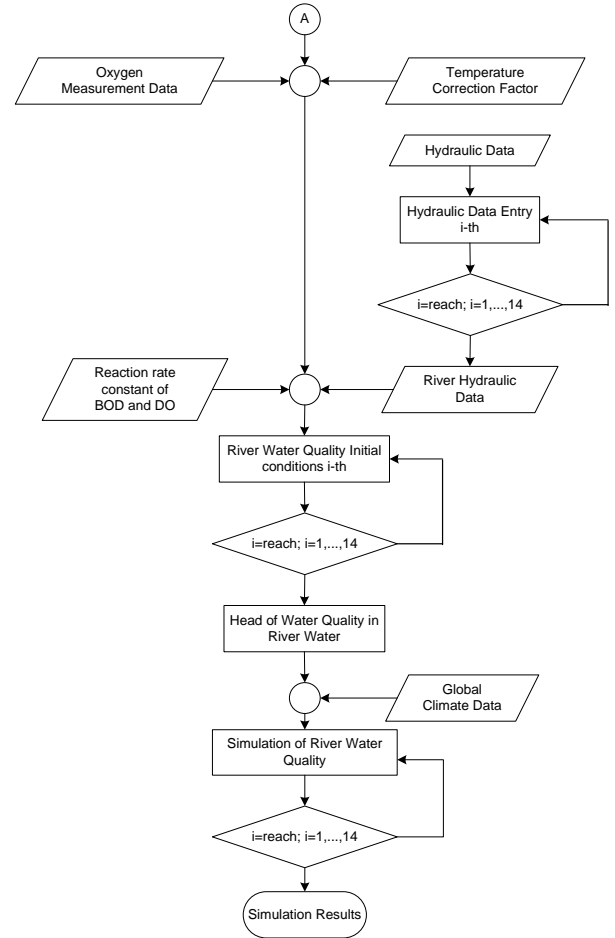 A
Oxygen
Measurement Data
Temperature
Correction Factor
Hydraulic Data
Hydraulic Data Entry
i-th
i=reach; i=1,...,14
Reaction rate
constant of
BOD and DO
River Hydraulic
Data
River Water Quality Initial
conditions i-th
i=reach; i=1,...,14
Head of Water Quality in
River Water
Global
Climate Data
Simulation of River Water
Quality
i=reach; i=1,...,14
Simulation Results